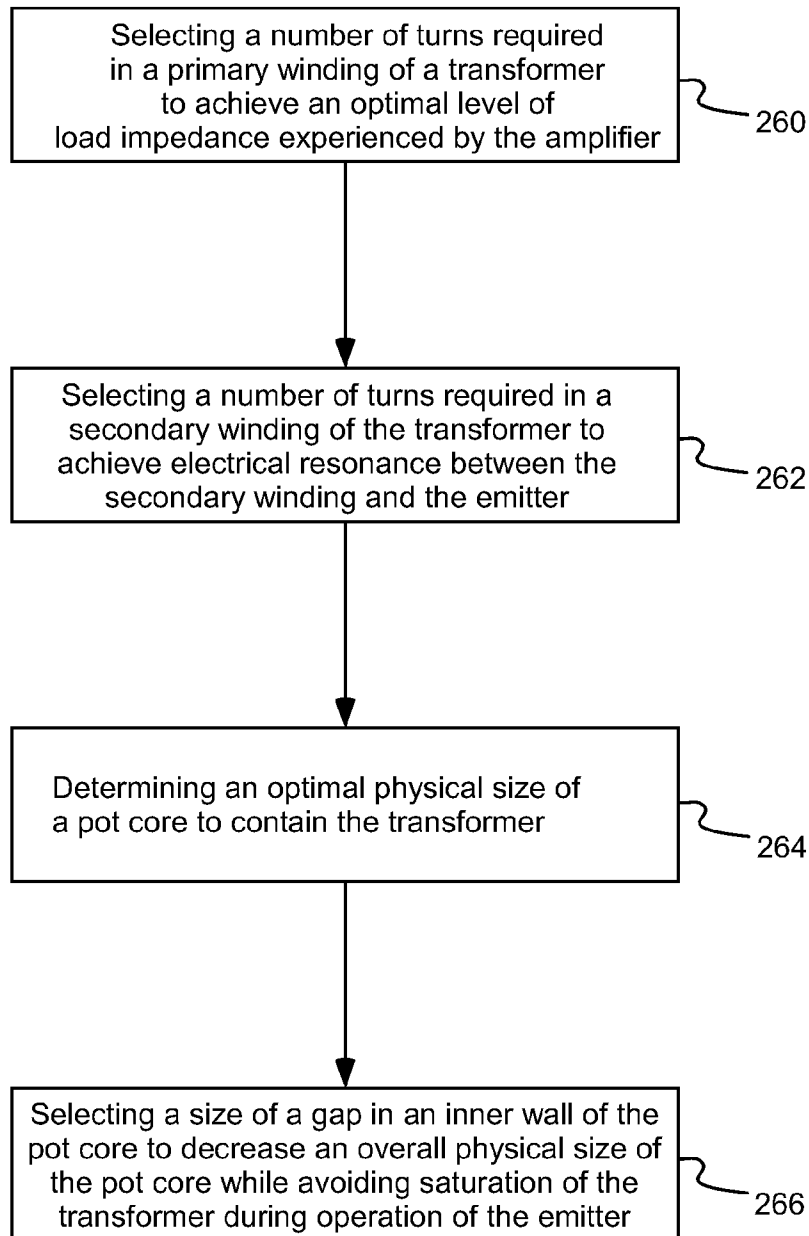 Selecting a number of turns required
in a primary winding of a transformer
to achieve an optimal level of
load impedance experienced by the amplifier
260
Selecting a number of turns required in a
secondary winding of the transformer to
achieve electrical resonance between the
secondary winding and the emitter
262
Determining an optimal physical size of
a pot core to contain the transformer
264
Selecting a size of a gap in an inner wall of the
pot core to decrease an overall physical size of
the pot core while avoiding saturation of the
transformer during operation of the emitter
266